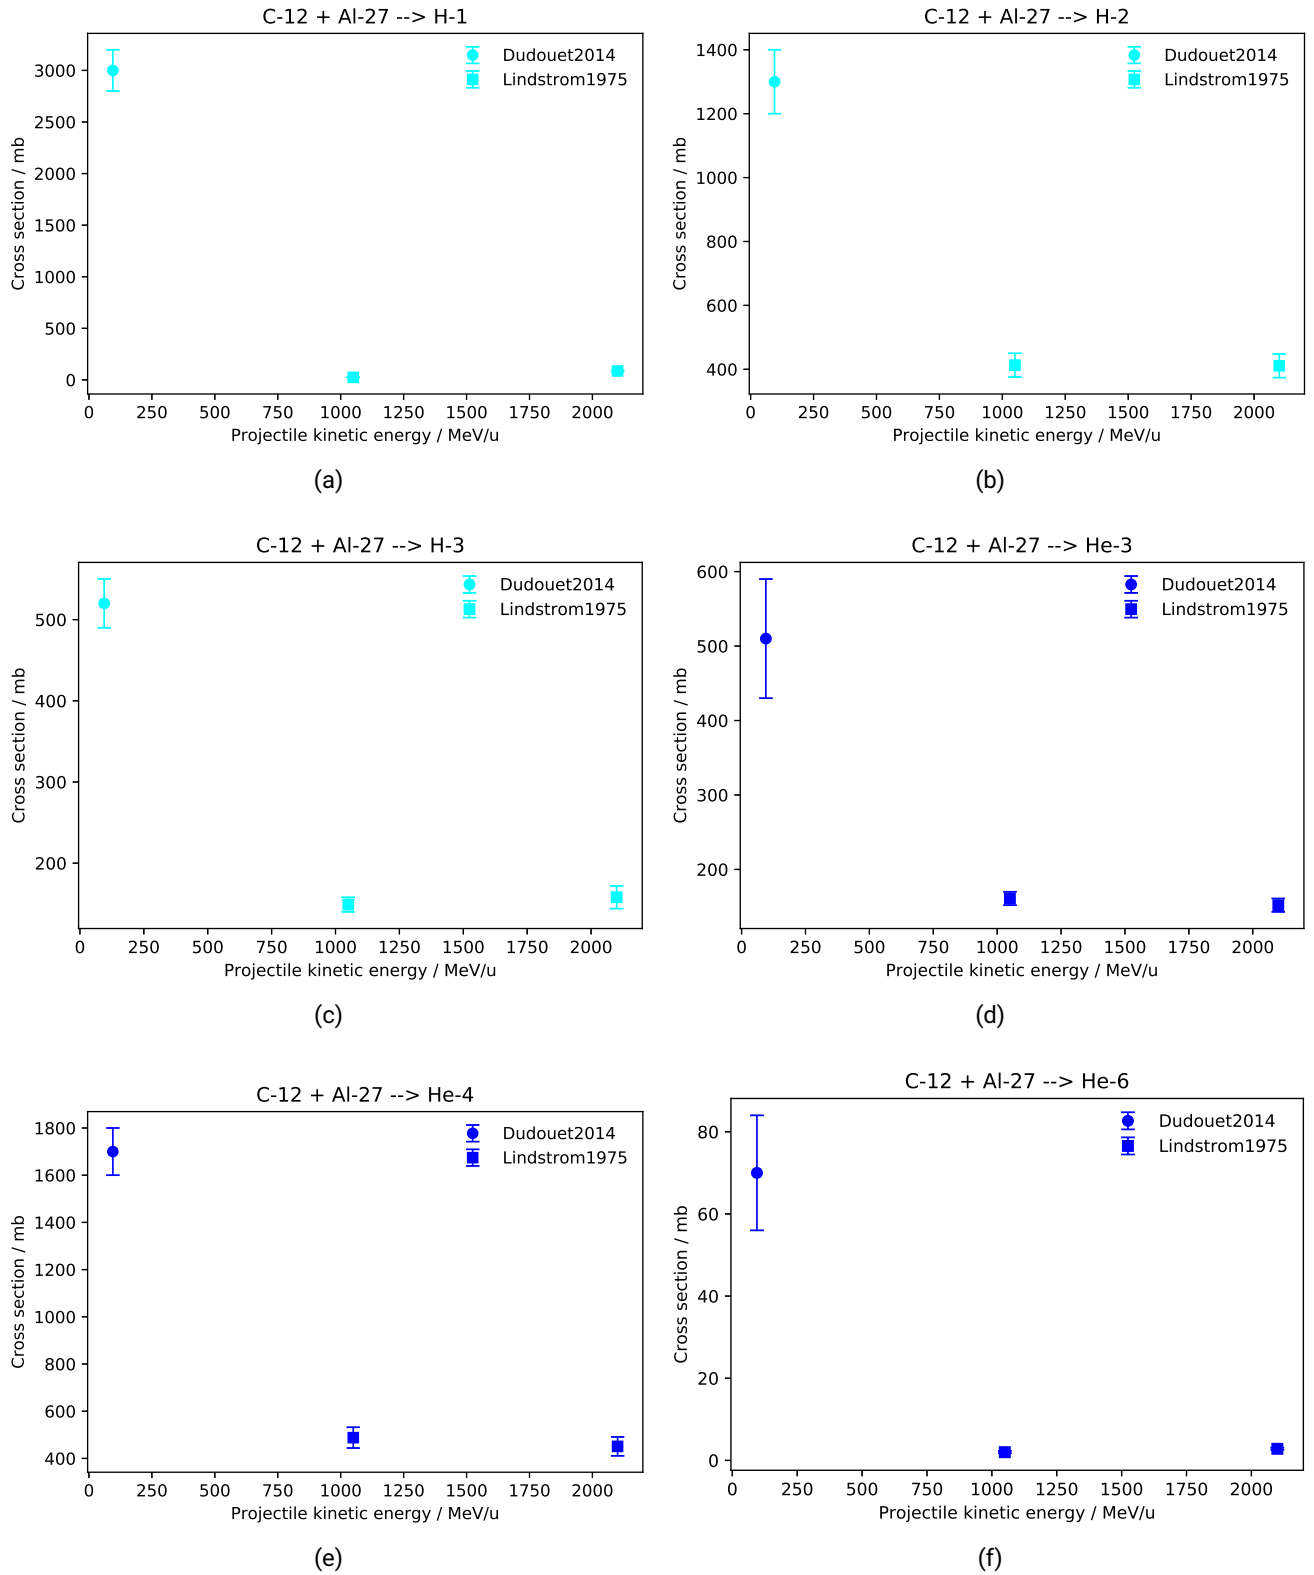 C-12 + Al-27 --> H-1
Dudouet2014
Lindstrom1975
3000
2500
2000
1500
1000
500
0
Cross section / mb
0 250 500 750 1000 1250 1500 1750 2000
Projectile kinetic energy / MeV/u
(a)
C-12 + Al-27 --> H-2
Dudouet2014
Lindstrom1975
1400
1200
1000
800
600
400
Cross section / mb
0 250 500 750 1000 1250 1500 1750 2000
Projectile kinetic energy / MeV/u
(b)
C-12 + Al-27 --> H-3
Dudouet2014
Lindstrom1975
500
400
300
200
Cross section / mb
0 250 500 750 1000 1250 1500 1750 2000
Projectile kinetic energy / MeV/u
(c)
C-12 + Al-27 --> He-3
Dudouet2014
Lindstrom1975
600
500
400
300
200
Cross section / mb
0 250 500 750 1000 1250 1500 1750 2000
Projectile kinetic energy / MeV/u
(d)
C-12 + Al-27 --> He-4
Dudouet2014
Lindstrom1975
1800
1600
1400
1200
1000
800
600
400
Cross section / mb
0 250 500 750 1000 1250 1500 1750 2000
Projectile kinetic energy / MeV/u
(e)
C-12 + Al-27 --> He-6
Dudouet2014
Lindstrom1975
80
60
40
20
0
Cross section / mb
0 250 500 750 1000 1250 1500 1750 2000
Projectile kinetic energy / MeV/u
(f)